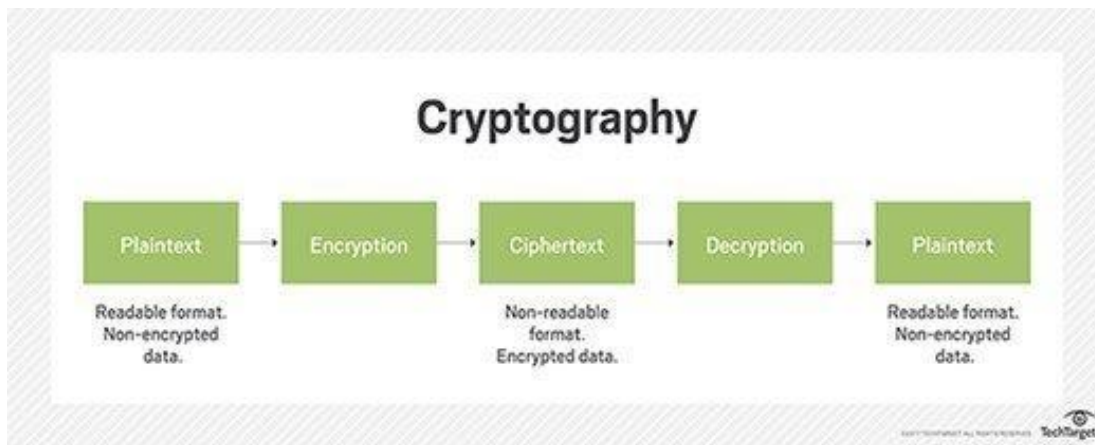 Cryptography
Plaintext
Encryption
Ciphertext
Decryption
Plaintext
Readable format.
Non-encrypted
data.
Non-readable
format.
Encrypted data.
Readable format.
Non-encrypted
data.
TechTarget